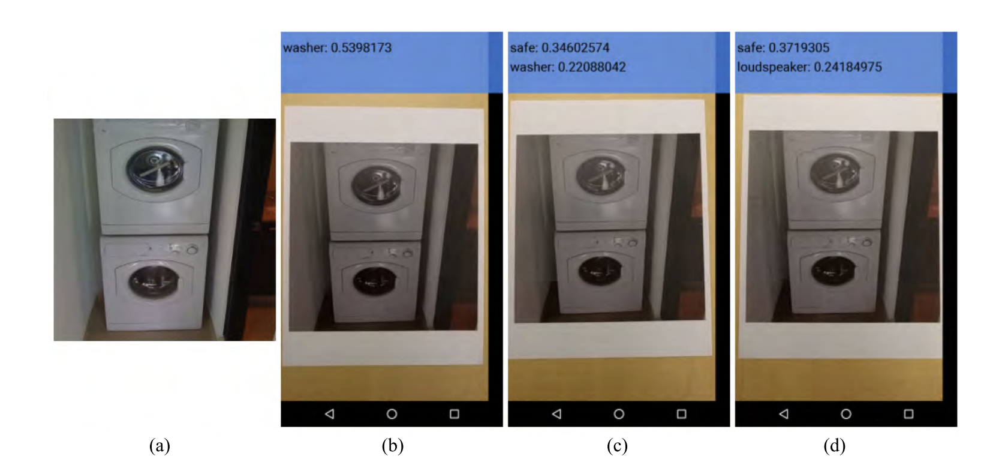 washer: 0.5398173
safe: 0.34602574
washer: 0.22088042
safe: 0.3719305
loudspeaker: 0.24184975
(a)
(b)
(c)
(d)